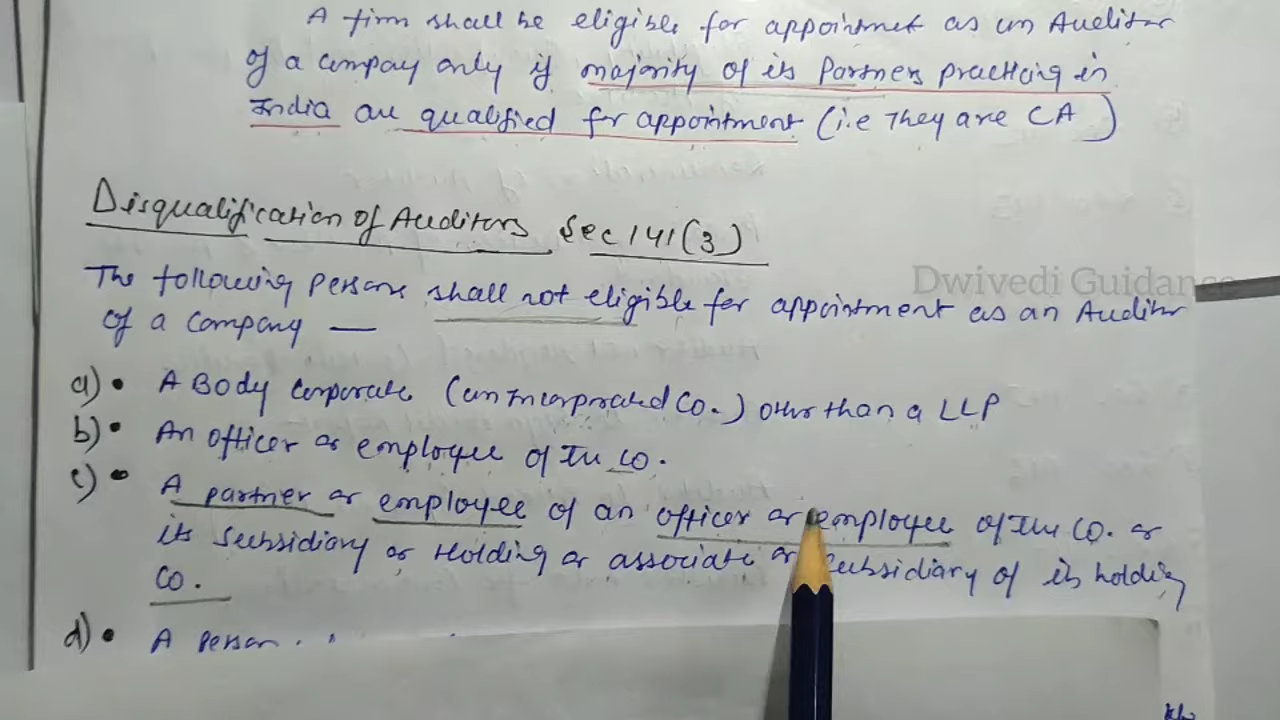 A firm shall be eligible for appointmet as an Auditor
of a company only if majority of its Partners practicing in
India are qualified for appointment (i.e They are CA)
Disqualification of Auditors Sec 141(3)
The following persons shall not eligible for appointment as an Auditor
of a company —
a) • A Body Corporate (an Incorporated Co.) other than a LLP
b) • An officer or employee of the co.
c) • A partner or employee of an officer or employee of the co. or
its subsidiary or Holding or associate or subsidiary of its holding
co.
d) • A person . .
Dwivedi Guidance